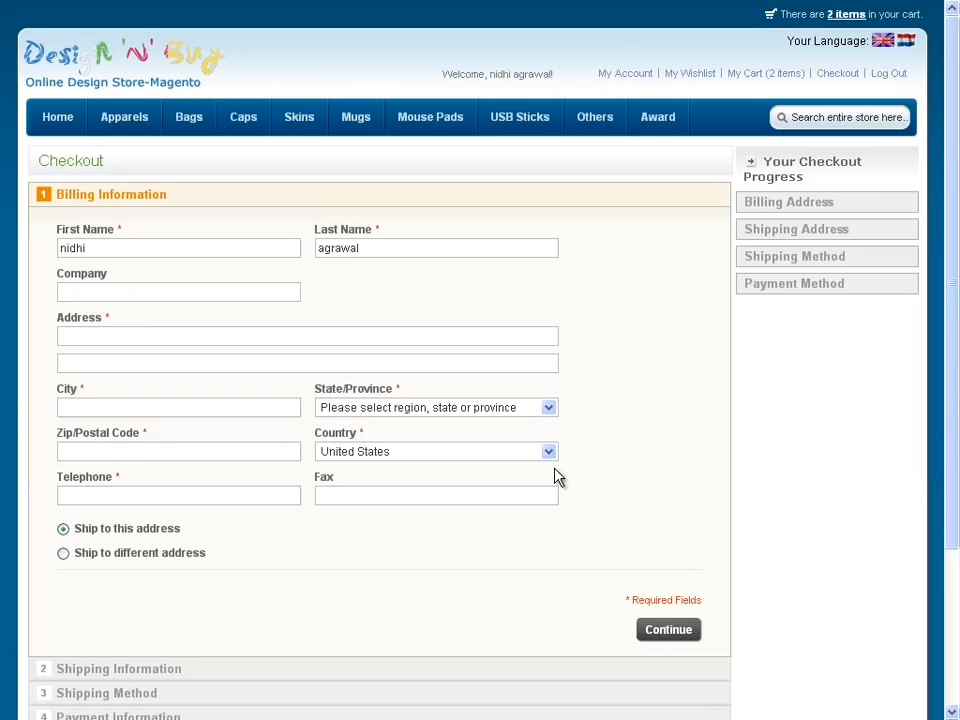 There are 2 items in your cart.
Design 'n' Buy
Online Design Store-Magento
Your Language:
Welcome, nidhi agrawal!
My Account | My Wishlist | My Cart (2 items) | Checkout | Log Out
Home Apparels Bags Caps Skins Mugs Mouse Pads USB Sticks Others Award
Search entire store here..
Checkout
1 Billing Information
First Name * Last Name *
nidhi agrawal
Company
Address *
City * State/Province *
Please select region, state or province
Zip/Postal Code * Country *
United States
Telephone * Fax
Ship to this address
Ship to different address
* Required Fields
Continue
2 Shipping Information
3 Shipping Method
4 Payment Information
Your Checkout
Progress
Billing Address
Shipping Address
Shipping Method
Payment Method